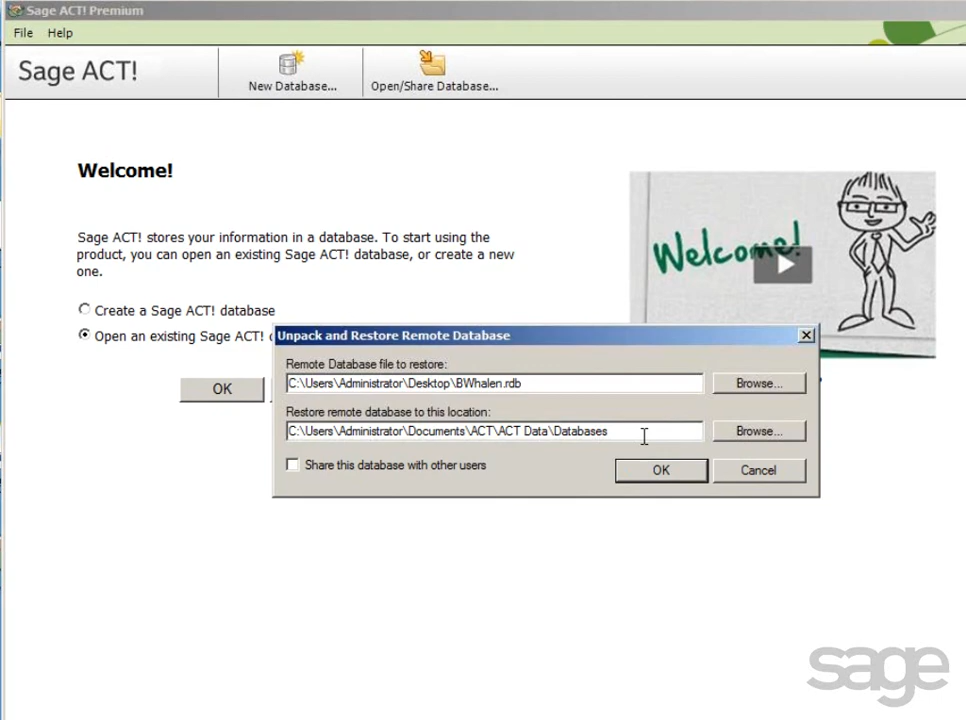 Sage ACT! Premium
File Help
Sage ACT!
New Database...
Open/Share Database...
Welcome!
Sage ACT! stores your information in a database. To start using the
product, you can open an existing Sage ACT! database, or create a new
one.
Create a Sage ACT! database
Open an existing Sage ACT!
OK
Welcome!
Unpack and Restore Remote Database
Remote Database file to restore:
C:\Users\Administrator\Desktop\BWhalen.rdb
Browse...
Restore remote database to this location:
C:\Users\Administrator\Documents\ACT\ACT Data\Databases
Browse...
Share this database with other users
OK
Cancel
sage